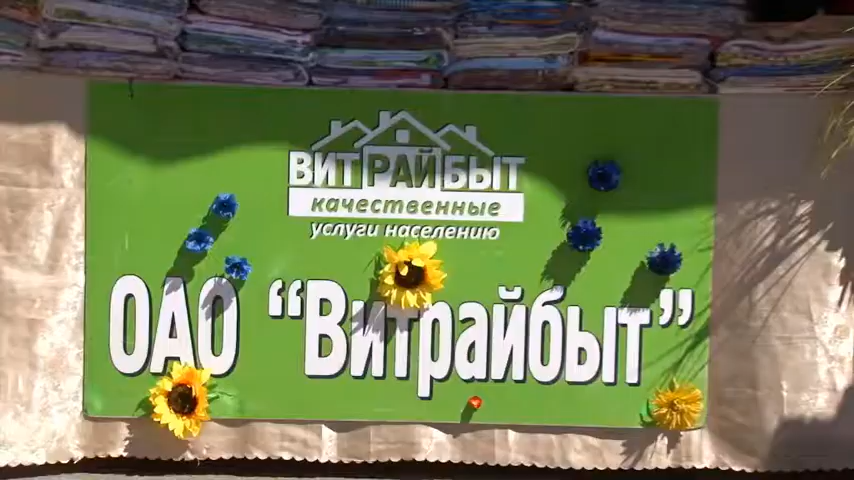 ВИТРАЙБЫТ
качественные
услуги населению
ОАО “Витрайбыт”